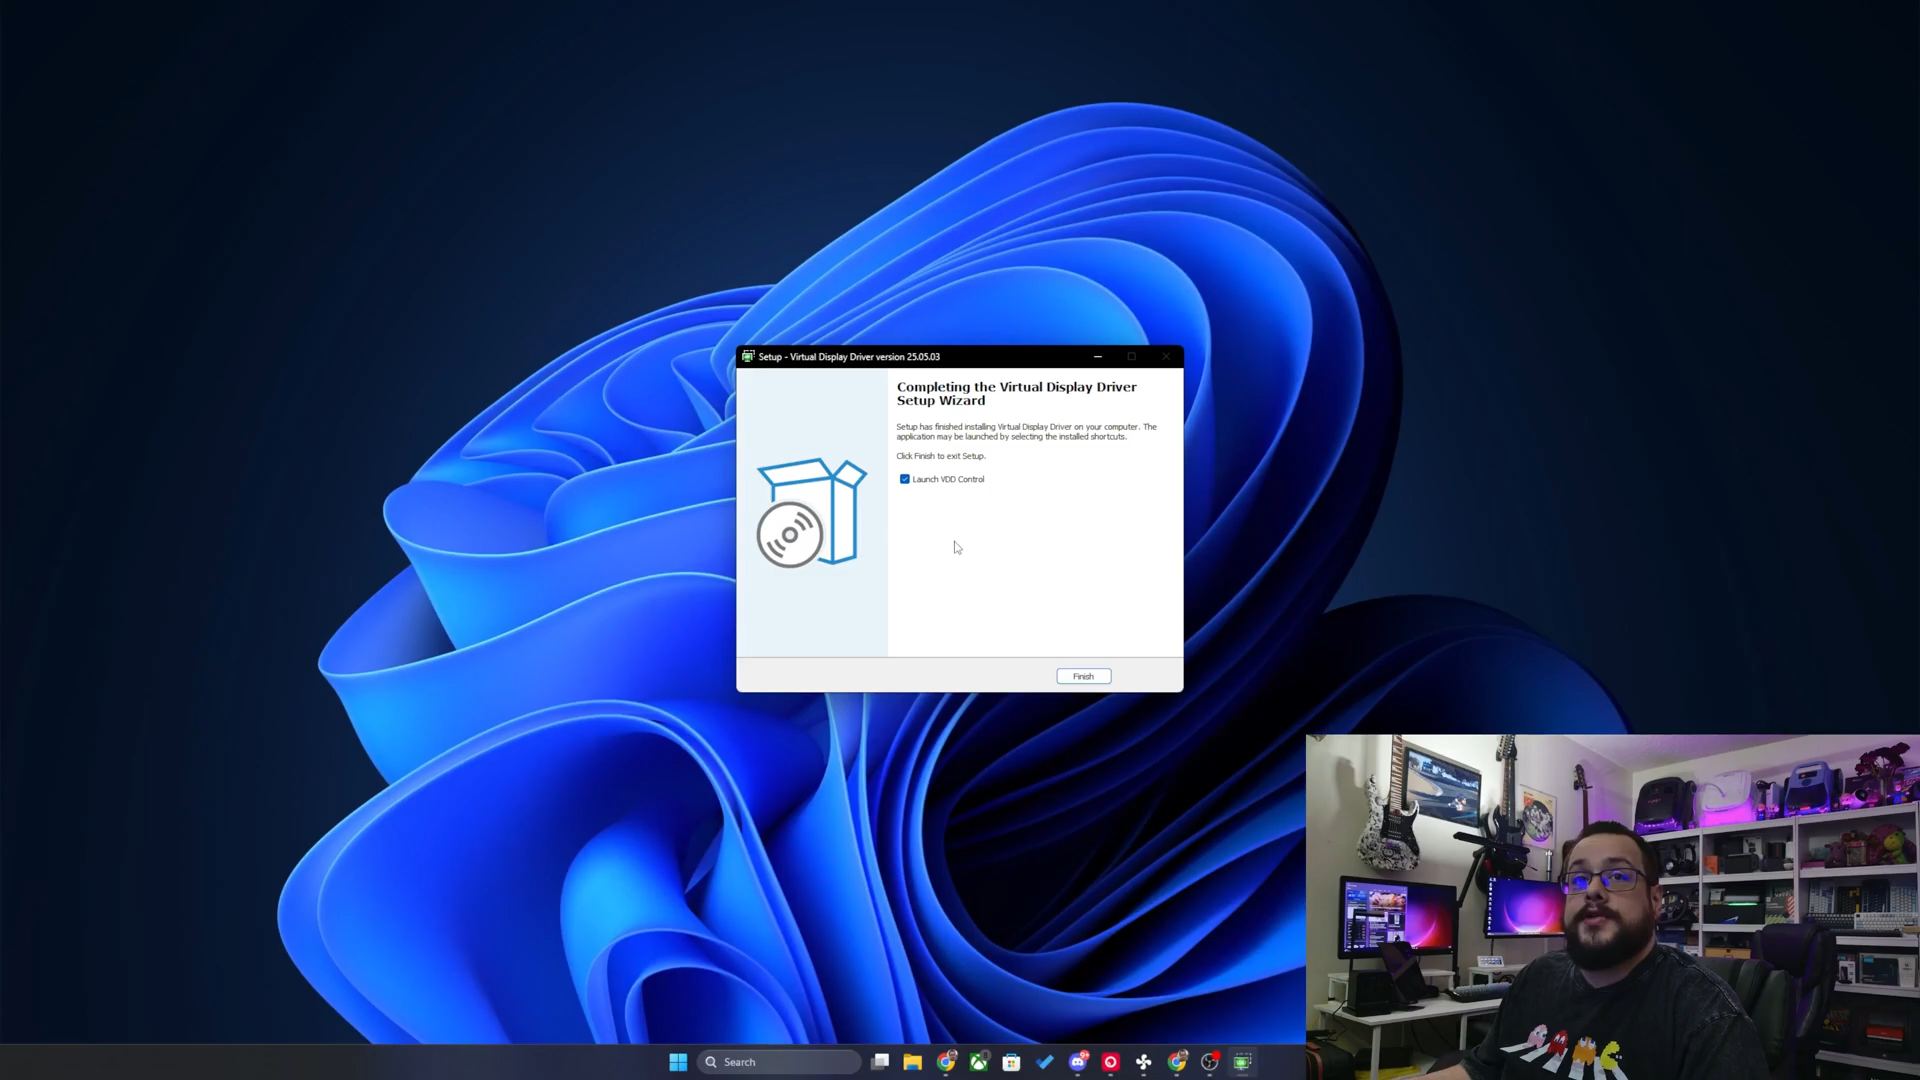 Setup - Virtual Display Driver version 25.05.03
Completing the Virtual Display Driver
Setup Wizard
Setup has finished installing Virtual Display Driver on your computer. The
application may be launched by selecting the installed shortcuts.
Click Finish to exit Setup.
Launch VDD Control
Finish
Search